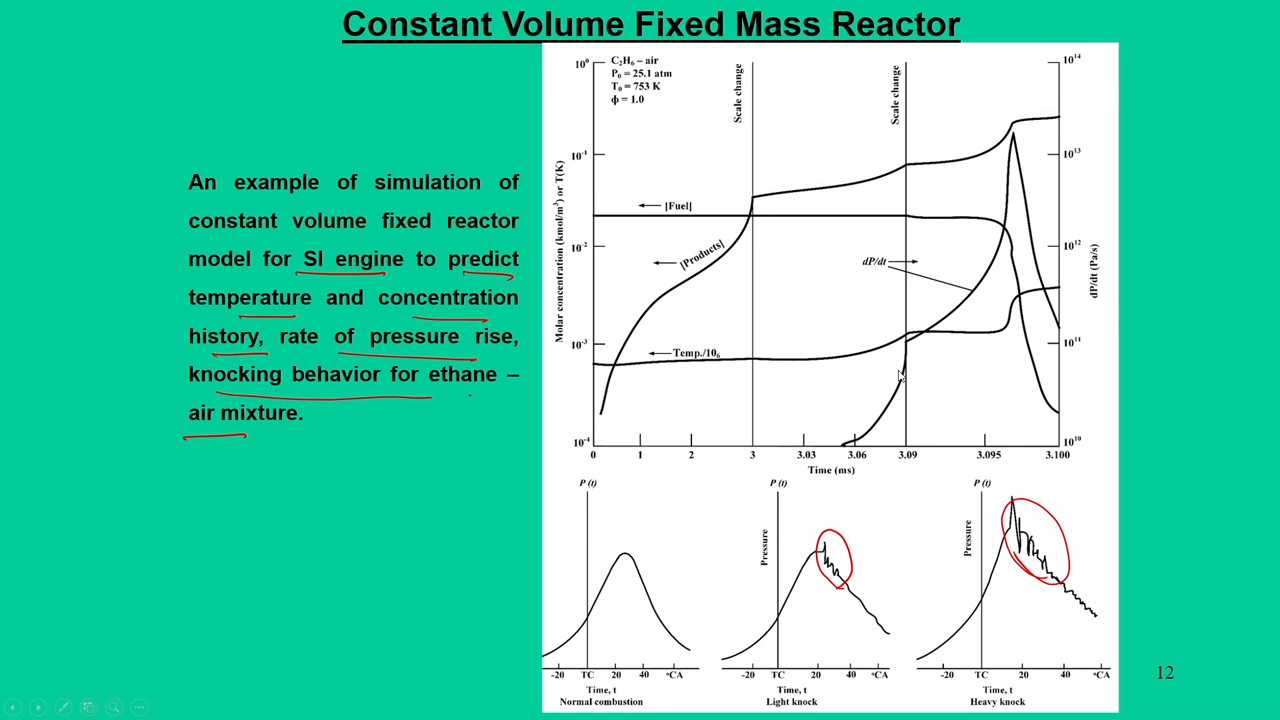 Constant Volume Fixed Mass Reactor
An example of simulation of
constant volume fixed reactor
model for SI engine to predict
temperature and concentration
history, rate of pressure rise,
knocking behavior for ethane –
air mixture.
C₂H₆ – air
P₀ = 25.1 atm
T₀ = 753 K
ϕ = 1.0
Scale change
Scale change
10⁰
10⁻¹
10⁻²
10⁻³
10⁻⁴
10¹⁴
10¹³
10¹²
10¹¹
10¹⁰
Molar concentration (kmol/m³) or T(K)
dP/dt (Pa/s)
[Fuel]
[Products]
dP/dt
Temp./10₆
0 1 2 3 3.03 3.06 3.09 3.095 3.100
Time (ms)
P (t)
-20 TC 20 40 °CA
Time, t
Normal combustion
P (t)
Pressure
-20 TC 20 40 °CA
Time, t
Light knock
P (t)
Pressure
-20 TC 20 40 °CA
Time, t
Heavy knock
12